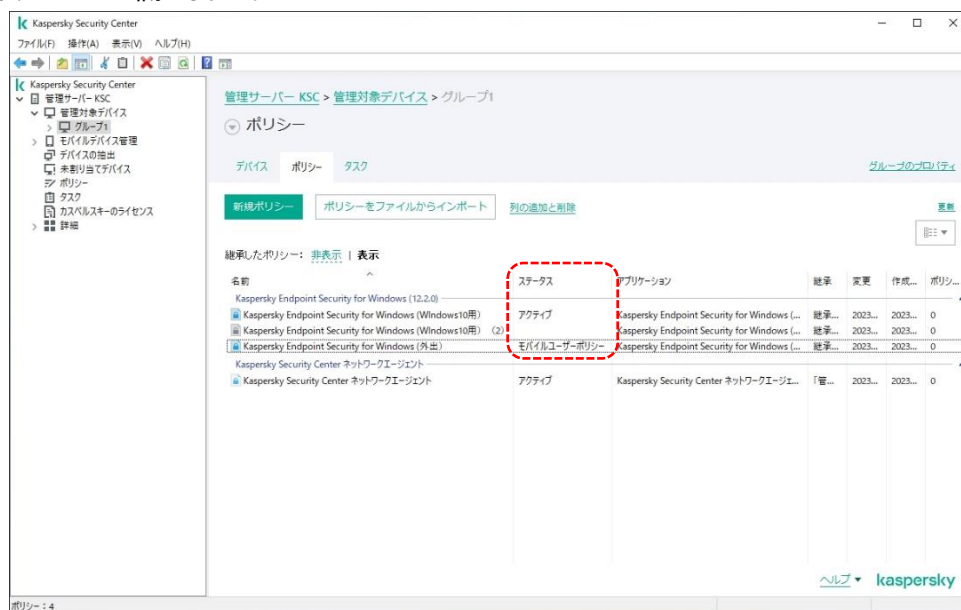 Kaspersky Security Center
ファイル(F) 操作(A) 表示(V) ヘルプ(H)
Kaspersky Security Center
管理サーバー KSC
管理対象デバイス
グループ1
モバイルデバイス管理
デバイスの抽出
未割り当てデバイス
ポリシー
タスク
カスペルスキーのライセンス
詳細
管理サーバー KSC > 管理対象デバイス > グループ1
ポリシー
デバイス ポリシー タスク グループのプロパティ
新規ポリシー ポリシーをファイルからインポート 列の追加と削除 更新
継承したポリシー： 非表示 | 表示
名前 ステータス アプリケーション 継承 変更 作成... ポリシ...
Kaspersky Endpoint Security for Windows (12.2.0)
Kaspersky Endpoint Security for Windows (WIndows10用) アクティブ Kaspersky Endpoint Security for Windows (... 継承... 2023... 2023... 0
Kaspersky Endpoint Security for Windows (WIndows10用) (2) Kaspersky Endpoint Security for Windows (... 継承... 2023... 2023... 0
Kaspersky Endpoint Security for Windows (外出) モバイルユーザーポリシー Kaspersky Endpoint Security for Windows (... 継承... 2023... 2023... 0
Kaspersky Security Center ネットワークエージェント
Kaspersky Security Center ネットワークエージェント アクティブ Kaspersky Security Center ネットワークエージェ... 「管... 2023... 2023... 0
ヘルプ kaspersky
ポリシー：4